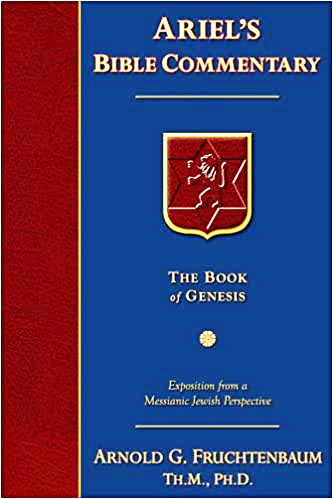 ARIEL'S
BIBLE COMMENTARY
THE BOOK
of GENESIS
Exposition from a
Messianic Jewish Perspective
ARNOLD G. FRUCHTENBAUM
TH.M., PH.D.